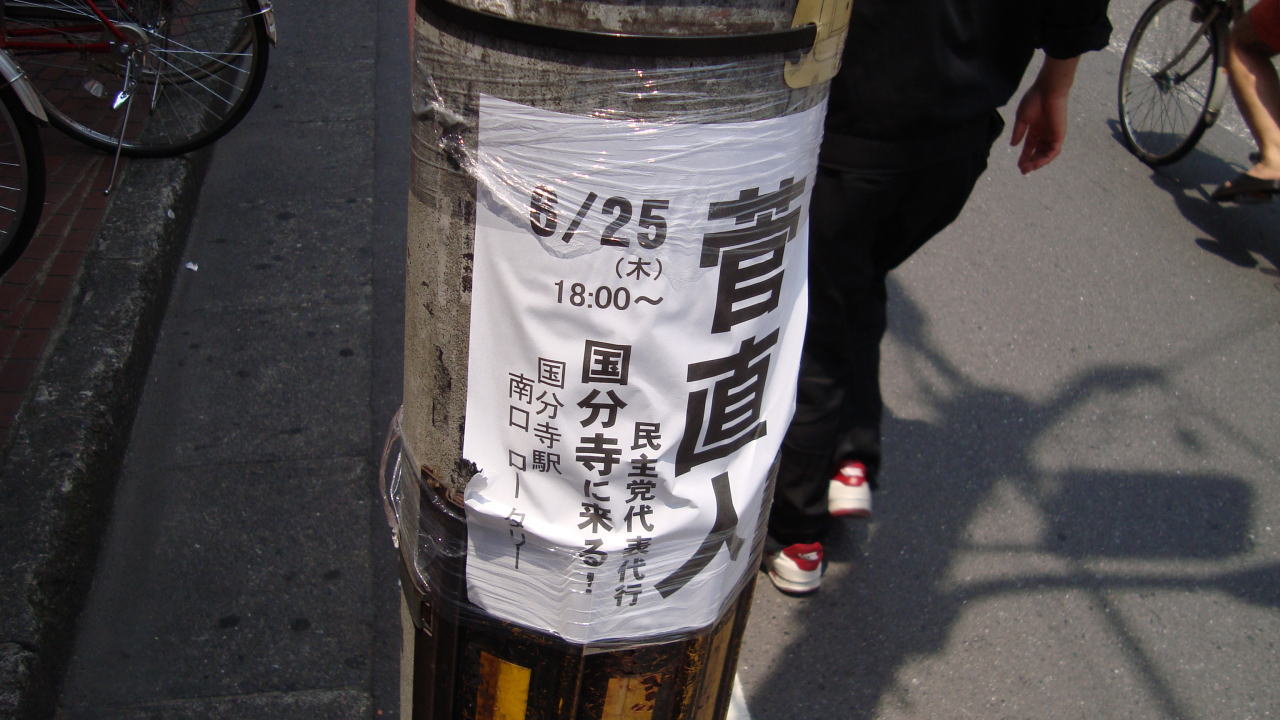 菅直人
6/25
(木)
18:00～
民主党代表代行
国分寺に来る!
国分寺駅
南口 ロータリー